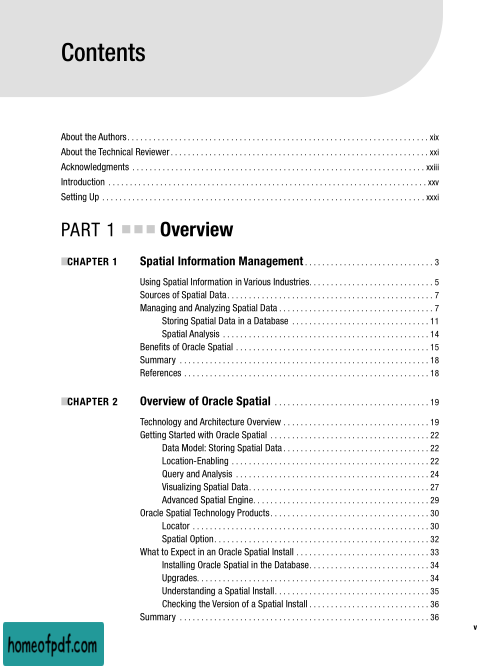 Contents
About the Authors. . . . . . . . . . . . . . . . . . . . xix
About the Technical Reviewer . . . . . . . . . . . . . . . . . . . . xxi
Acknowledgments . . . . . . . . . . . . . . . . . . . . xxiii
Introduction . . . . . . . . . . . . . . . . . . . . xxv
Setting Up . . . . . . . . . . . . . . . . . . . . xxxi
PART 1 ■ ■ ■ Overview
■CHAPTER 1 Spatial Information Management . . . . . . . . . . . . . . . . . . . . 3
Using Spatial Information in Various Industries. . . . . . . . . . . . . . . . . . . . 5
Sources of Spatial Data . . . . . . . . . . . . . . . . . . . . 7
Managing and Analyzing Spatial Data . . . . . . . . . . . . . . . . . . . . 7
Storing Spatial Data in a Database . . . . . . . . . . . . . . . . . . . . 11
Spatial Analysis . . . . . . . . . . . . . . . . . . . . 14
Benefits of Oracle Spatial . . . . . . . . . . . . . . . . . . . . 15
Summary . . . . . . . . . . . . . . . . . . . . 18
References . . . . . . . . . . . . . . . . . . . . 18
■CHAPTER 2 Overview of Oracle Spatial . . . . . . . . . . . . . . . . . . . . 19
Technology and Architecture Overview . . . . . . . . . . . . . . . . . . . . 19
Getting Started with Oracle Spatial . . . . . . . . . . . . . . . . . . . . 22
Data Model: Storing Spatial Data . . . . . . . . . . . . . . . . . . . . 22
Location-Enabling . . . . . . . . . . . . . . . . . . . . 22
Query and Analysis . . . . . . . . . . . . . . . . . . . . 24
Visualizing Spatial Data . . . . . . . . . . . . . . . . . . . . 27
Advanced Spatial Engine. . . . . . . . . . . . . . . . . . . . 29
Oracle Spatial Technology Products . . . . . . . . . . . . . . . . . . . . 30
Locator . . . . . . . . . . . . . . . . . . . . 30
Spatial Option . . . . . . . . . . . . . . . . . . . . 32
What to Expect in an Oracle Spatial Install . . . . . . . . . . . . . . . . . . . . 33
Installing Oracle Spatial in the Database . . . . . . . . . . . . . . . . . . . . 34
Upgrades. . . . . . . . . . . . . . . . . . . . 34
Understanding a Spatial Install . . . . . . . . . . . . . . . . . . . . 35
Checking the Version of a Spatial Install . . . . . . . . . . . . . . . . . . . . 36
Summary . . . . . . . . . . . . . . . . . . . . 36
v
homeofpdf.com